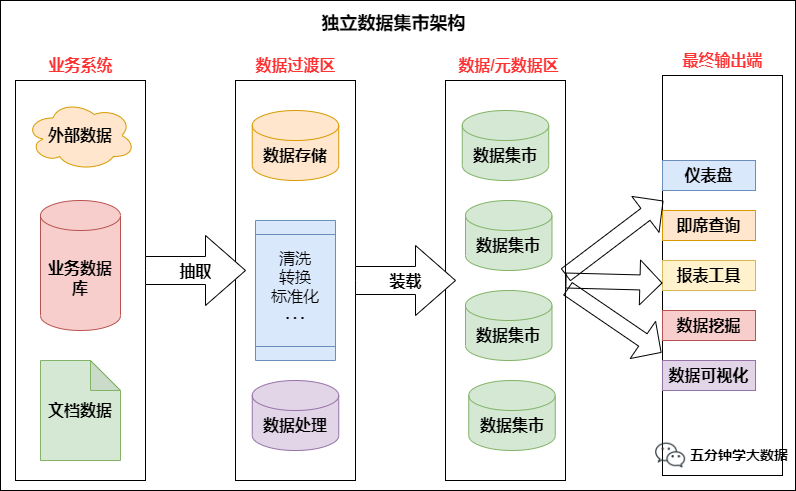 独立数据集市架构
业务系统
外部数据
业务数据
库
文档数据
抽取
数据过渡区
数据存储
清洗
转换
标准化
...
数据处理
装载
数据/元数据区
数据集市
数据集市
数据集市
数据集市
最终输出端
仪表盘
即席查询
报表工具
数据挖掘
数据可视化
五分钟学大数据